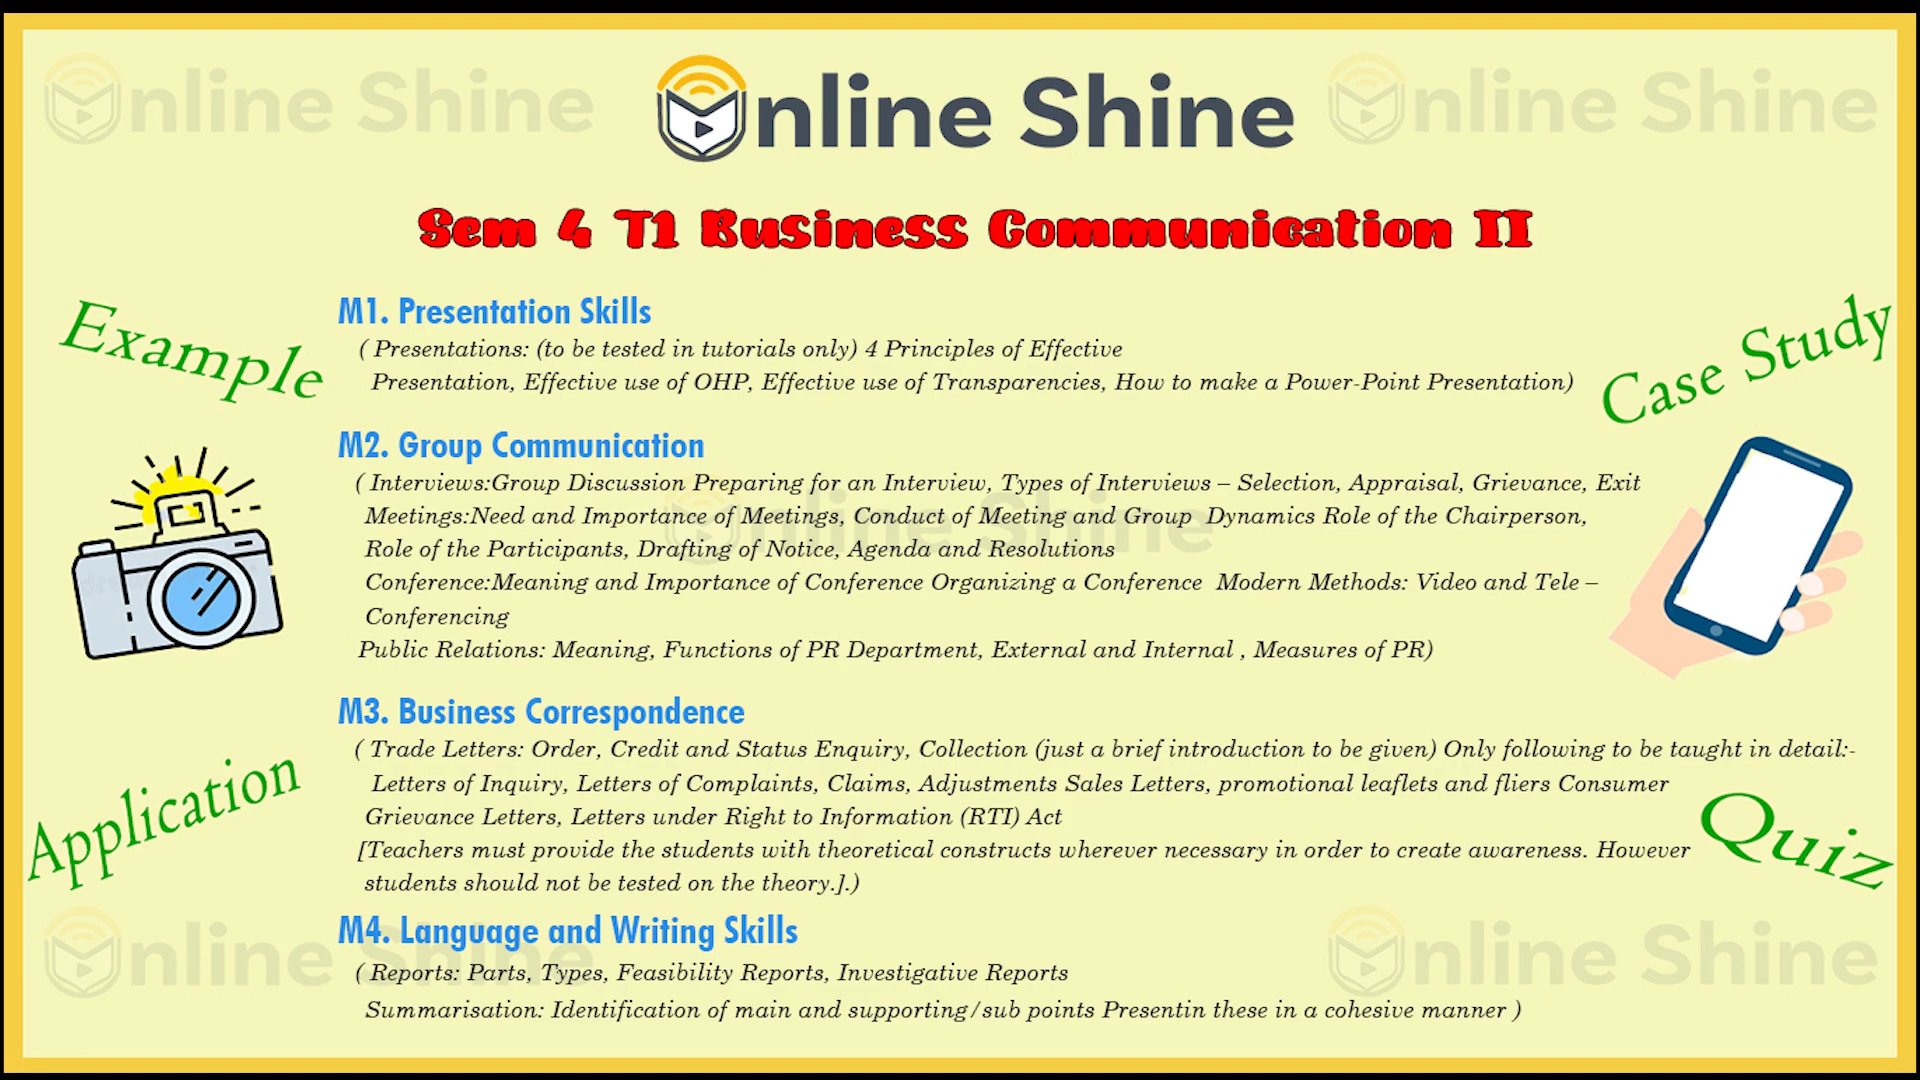 Online Shine
Online Shine
Online Shine
Sem 4 T1 Business Communication II
Example
Case Study
M1. Presentation Skills
( Presentations: (to be tested in tutorials only) 4 Principles of Effective
Presentation, Effective use of OHP, Effective use of Transparencies, How to make a Power-Point Presentation)
M2. Group Communication
( Interviews:Group Discussion Preparing for an Interview, Types of Interviews – Selection, Appraisal, Grievance, Exit
Meetings:Need and Importance of Meetings, Conduct of Meeting and Group Dynamics Role of the Chairperson,
Online Shine
Role of the Participants, Drafting of Notice, Agenda and Resolutions
Conference:Meaning and Importance of Conference Organizing a Conference Modern Methods: Video and Tele –
Conferencing
Public Relations: Meaning, Functions of PR Department, External and Internal , Measures of PR)
M3. Business Correspondence
( Trade Letters: Order, Credit and Status Enquiry, Collection (just a brief introduction to be given) Only following to be taught in detail:-
Letters of Inquiry, Letters of Complaints, Claims, Adjustments Sales Letters, promotional leaflets and fliers Consumer
Grievance Letters, Letters under Right to Information (RTI) Act
[Teachers must provide the students with theoretical constructs wherever necessary in order to create awareness. However
students should not be tested on the theory.].)
Application
Quiz
M4. Language and Writing Skills
Online Shine
Online Shine
( Reports: Parts, Types, Feasibility Reports, Investigative Reports
Summarisation: Identification of main and supporting/sub points Presentin these in a cohesive manner )